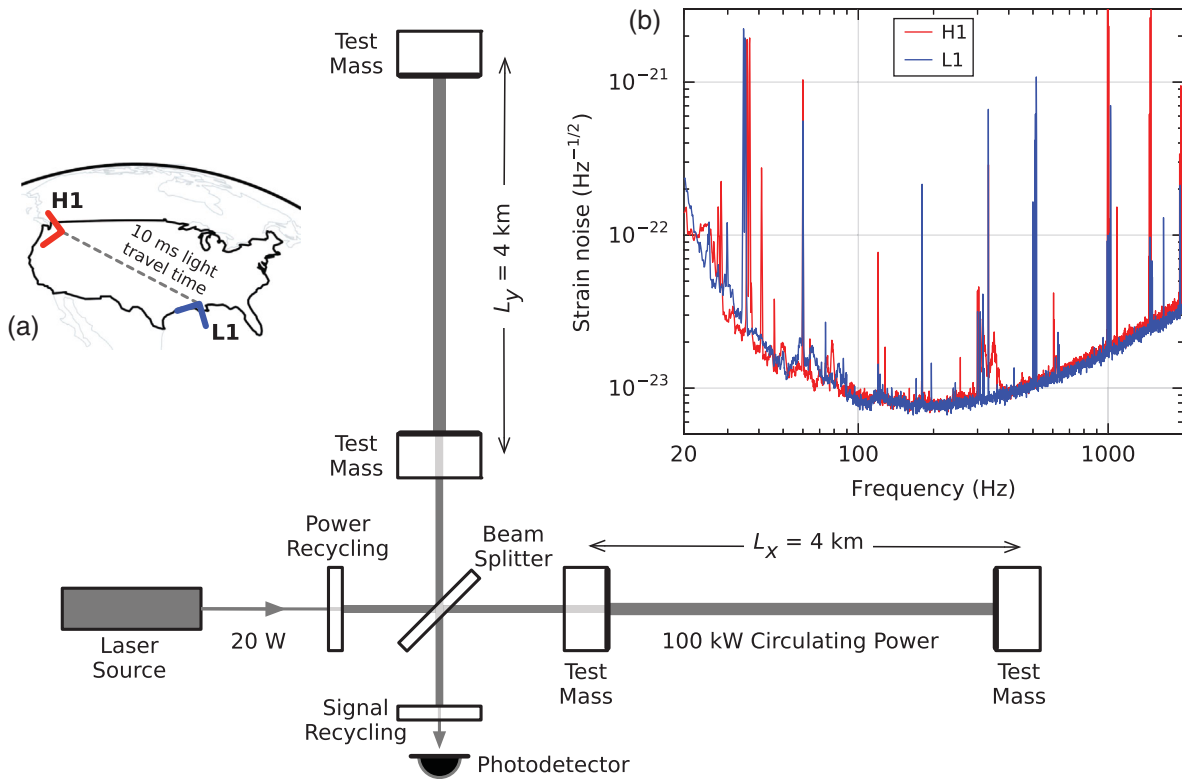 (a)
H1
10 ms light
travel time
L1
Test
Mass
L_y = 4 km
Test
Mass
Power
Recycling
Beam
Splitter
Laser
Source
20 W
L_x = 4 km
100 kW Circulating Power
Test
Mass
Test
Mass
Signal
Recycling
Photodetector
(b)
H1
L1
Strain noise (Hz^{-1/2})
10^{-21}
10^{-22}
10^{-23}
20
100
1000
Frequency (Hz)